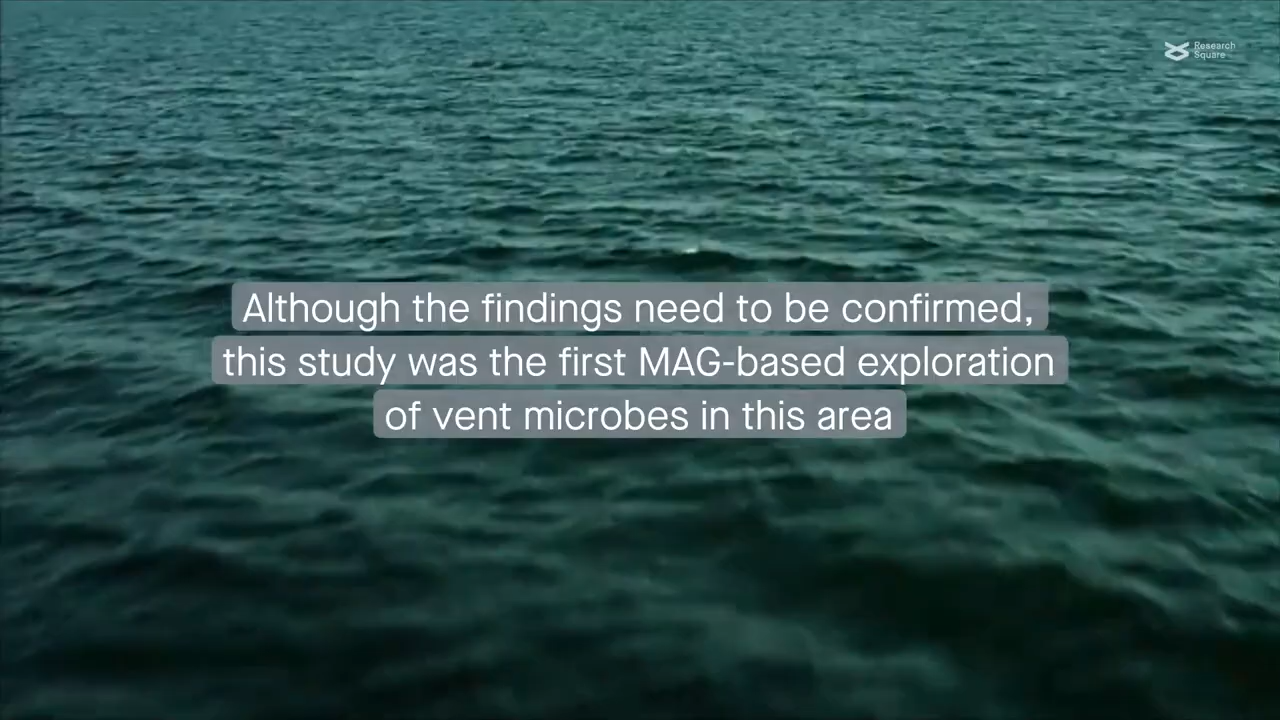 Research
Square
Although the findings need to be confirmed,
this study was the first MAG-based exploration
of vent microbes in this area